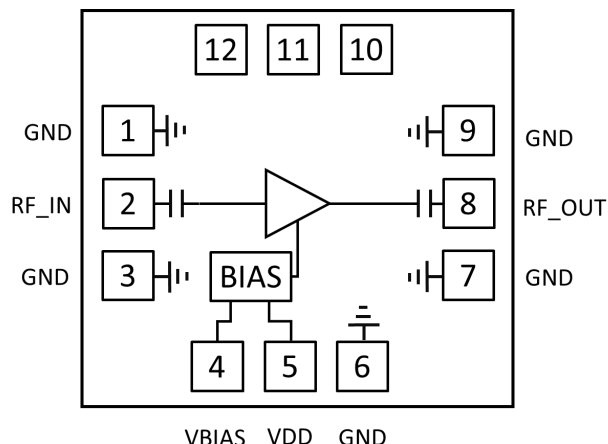 12 11 10
GND 1 9 GND
RF_IN 2 8 RF_OUT
GND 3 BIAS 7 GND
4 5 6
VBIAS VDD GND